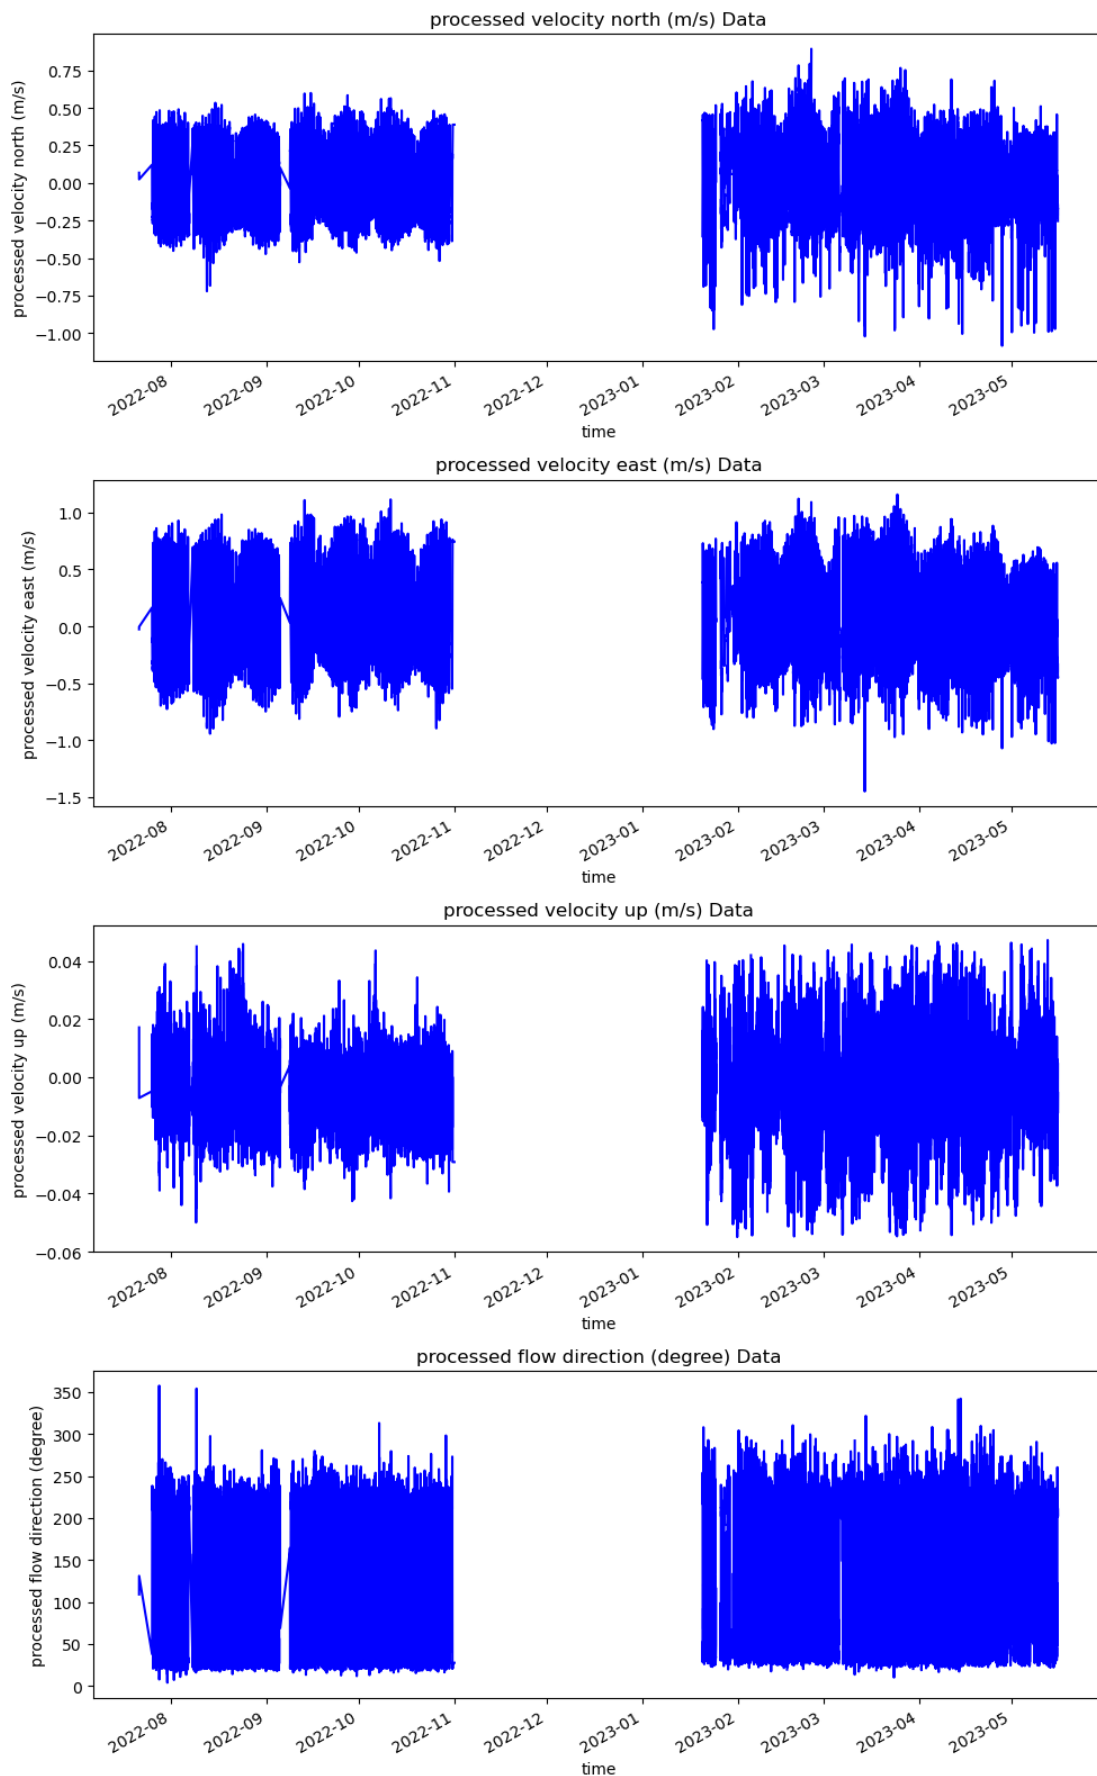 processed velocity north (m/s) Data
processed velocity north (m/s)
0.75
0.50
0.25
0.00
−0.25
−0.50
−0.75
−1.00
2022-08 2022-09 2022-10 2022-11 2022-12 2023-01 2023-02 2023-03 2023-04 2023-05
time
processed velocity east (m/s) Data
processed velocity east (m/s)
1.0
0.5
0.0
−0.5
−1.0
−1.5
2022-08 2022-09 2022-10 2022-11 2022-12 2023-01 2023-02 2023-03 2023-04 2023-05
time
processed velocity up (m/s) Data
processed velocity up (m/s)
0.04
0.02
0.00
−0.02
−0.04
−0.06
2022-08 2022-09 2022-10 2022-11 2022-12 2023-01 2023-02 2023-03 2023-04 2023-05
time
processed flow direction (degree) Data
processed flow direction (degree)
350
300
250
200
150
100
50
0
2022-08 2022-09 2022-10 2022-11 2022-12 2023-01 2023-02 2023-03 2023-04 2023-05
time